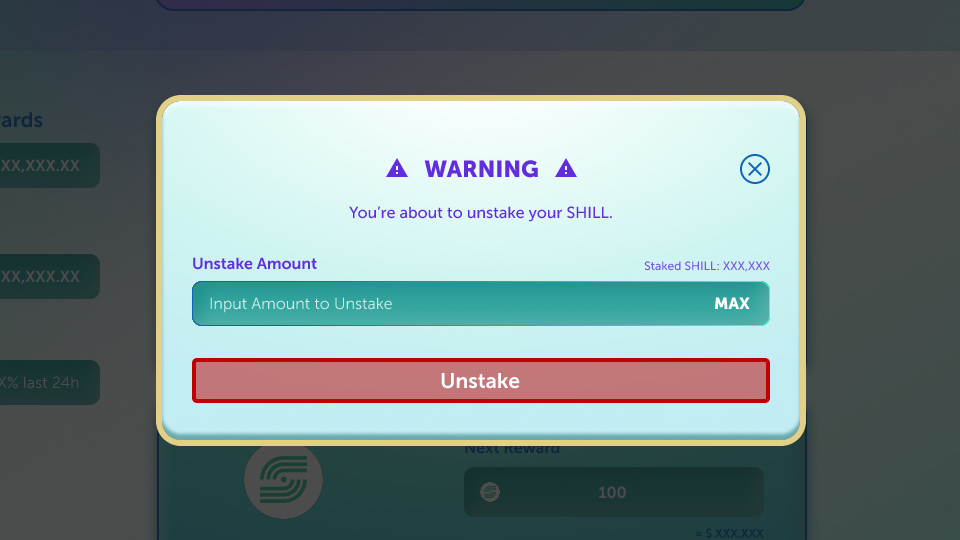 WARNING
You're about to unstake your SHILL.
Unstake Amount
Staked SHILL: XXX,XXX
Input Amount to Unstake
MAX
Unstake
XX,XXX.XX
XX,XXX.XX
X% last 24h
Next Reward
100
= $ XXX.XXX